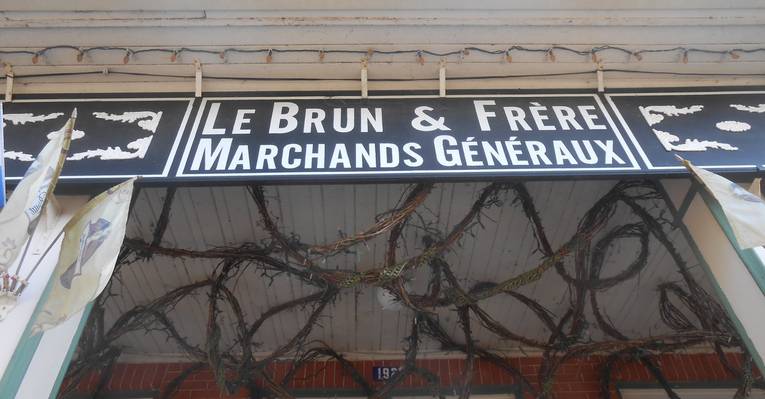 LE BRUN & FRÈRE
MARCHANDS GÉNÉRAUX